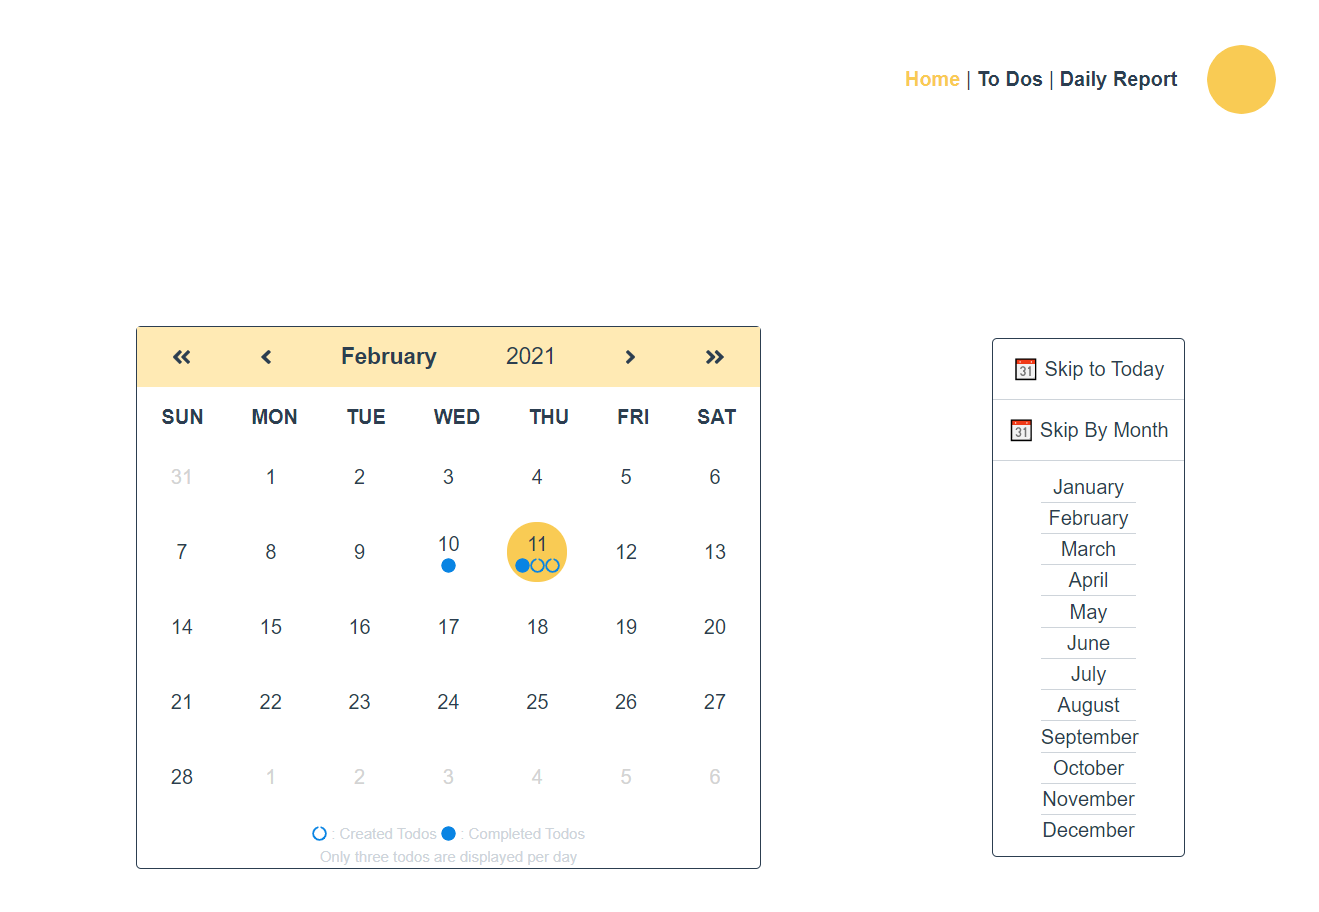 Home | To Dos | Daily Report
February 2021
SUN MON TUE WED THU FRI SAT
31 1 2 3 4 5 6
7 8 9 10 11 12 13
14 15 16 17 18 19 20
21 22 23 24 25 26 27
28 1 2 3 4 5 6
: Created Todos : Completed Todos
Only three todos are displayed per day
31 Skip to Today
31 Skip By Month
January
February
March
April
May
June
July
August
September
October
November
December